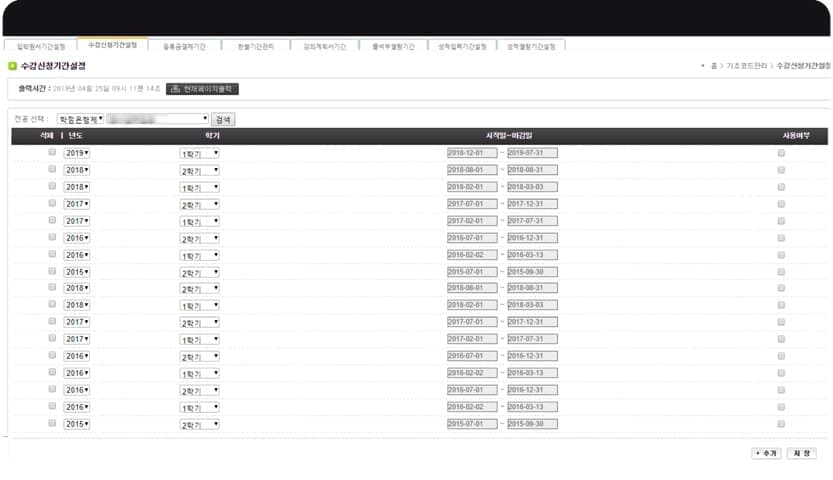 입학원서기간설정 수강신청기간설정 등록금결제기간 환불기간관리 강의계획서기간 출석부열람기간 성적입력기간설정 성적열람기간설정
수강신청기간설정
홈 > 기초코드관리 > 수강신청기간설정
출력시간 : 2019년 04월 25일 09시 11분 14초 현재페이지출력
전공 선택 : 학점은행제 검색
삭제 | 년도 학기 시작일~마감일 사용여부
2019 1학기 2018-12-01 ~ 2019-07-31
2018 2학기 2018-08-01 ~ 2018-08-31
2018 1학기 2018-02-01 ~ 2018-03-03
2017 2학기 2017-07-01 ~ 2017-12-31
2017 1학기 2017-02-01 ~ 2017-07-31
2016 2학기 2016-07-01 ~ 2016-12-31
2016 1학기 2016-02-02 ~ 2016-03-13
2015 2학기 2015-07-01 ~ 2015-09-30
2018 2학기 2018-08-01 ~ 2018-08-31
2018 1학기 2018-02-01 ~ 2018-03-03
2017 2학기 2017-07-01 ~ 2017-12-31
2017 1학기 2017-02-01 ~ 2017-07-31
2016 2학기 2016-07-01 ~ 2016-12-31
2016 1학기 2016-02-02 ~ 2016-03-13
2016 2학기 2016-07-01 ~ 2016-12-31
2016 1학기 2016-02-02 ~ 2016-03-13
2015 2학기 2015-07-01 ~ 2015-09-30
+ 추가 저 장